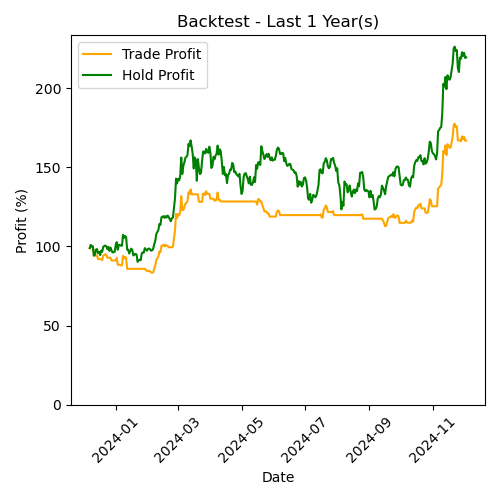 Backtest - Last 1 Year(s)
Trade Profit
Hold Profit
Profit (%)
200
150
100
50
0
2024-01
2024-03
2024-05
2024-07
2024-09
2024-11
Date